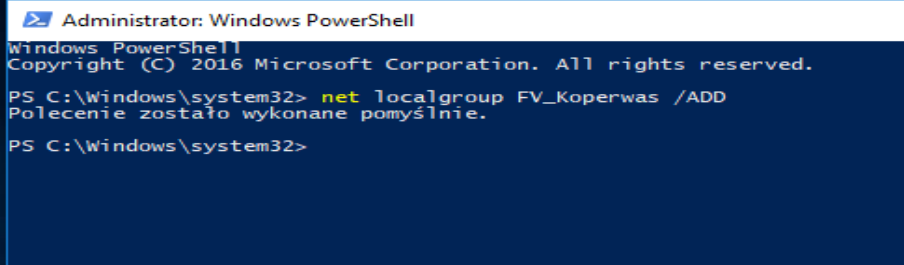 Administrator: Windows PowerShell
Windows PowerShell
Copyright (C) 2016 Microsoft Corporation. All rights reserved.
PS C:\Windows\system32> net localgroup FV_Koperwas /ADD
Polecenie zostało wykonane pomyślnie.
PS C:\Windows\system32>